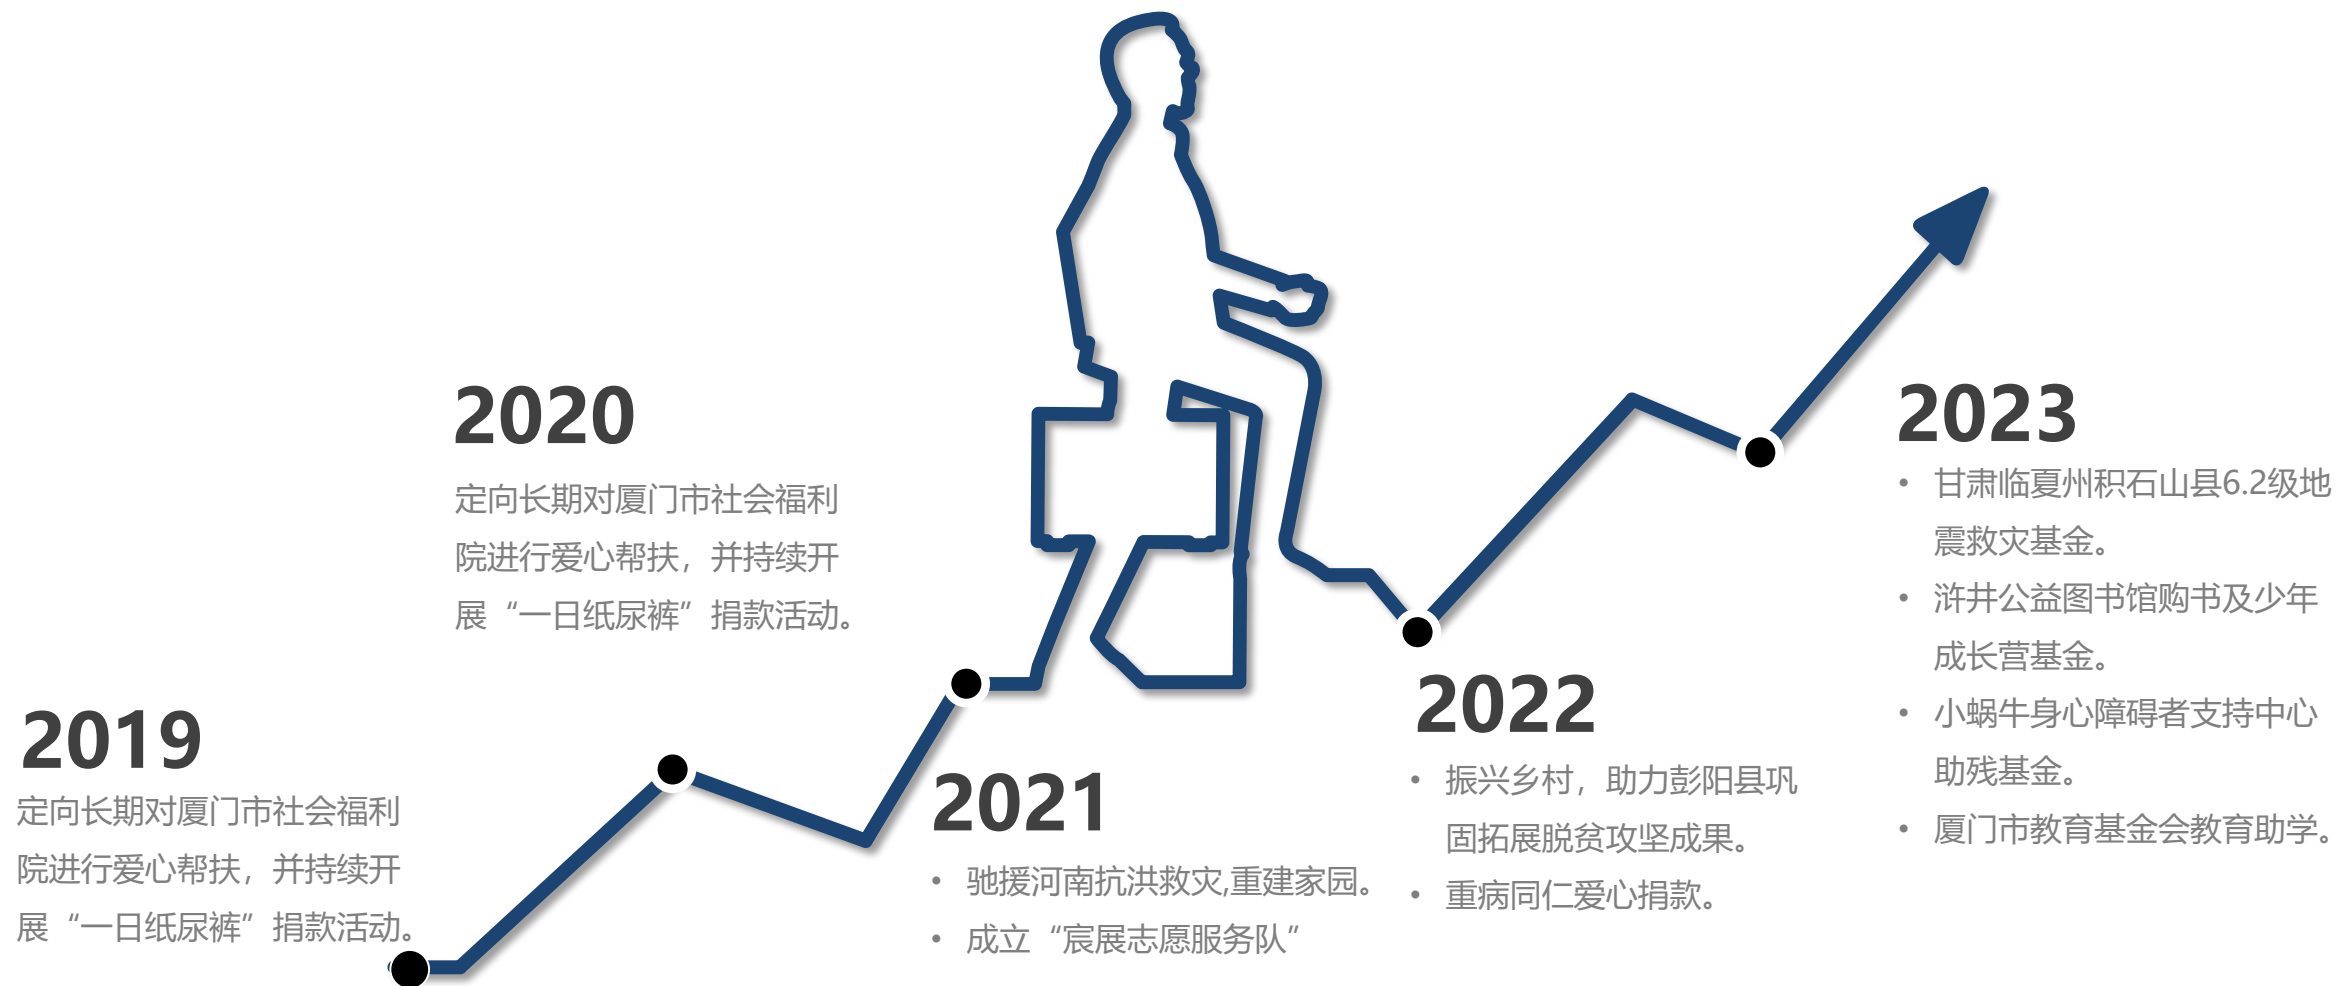 2019
定向长期对厦门市社会福利
院进行爱心帮扶，并持续开
展“一日纸尿裤”捐款活动。
2020
定向长期对厦门市社会福利
院进行爱心帮扶，并持续开
展“一日纸尿裤”捐款活动。
2021
• 驰援河南抗洪救灾,重建家园。
• 成立“宸展志愿服务队”
2022
• 振兴乡村，助力彭阳县巩
固拓展脱贫攻坚成果。
• 重病同仁爱心捐款。
2023
• 甘肃临夏州积石山县6.2级地
震救灾基金。
• 浒井公益图书馆购书及少年
成长营基金。
• 小蜗牛身心障碍者支持中心
助残基金。
• 厦门市教育基金会教育助学。